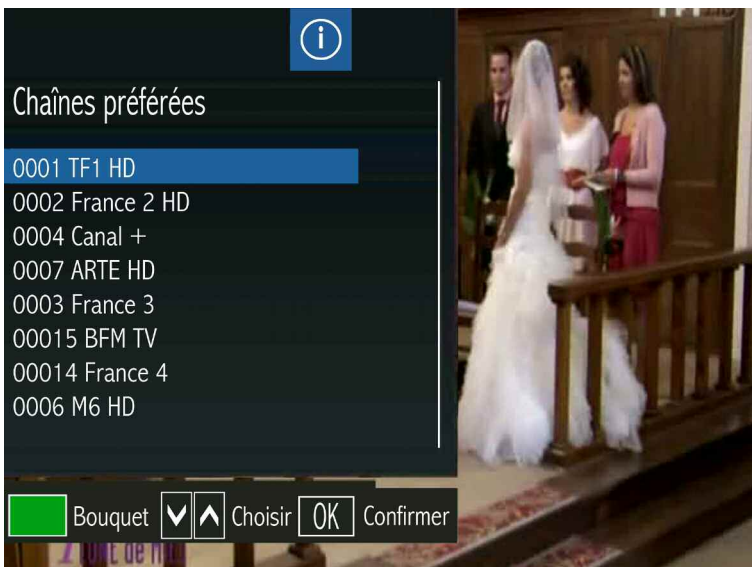 Chaînes préférées
0001 TF1 HD
0002 France 2 HD
0004 Canal +
0007 ARTE HD
0003 France 3
00015 BFM TV
00014 France 4
0006 M6 HD
Bouquet Choisir OK Confirmer